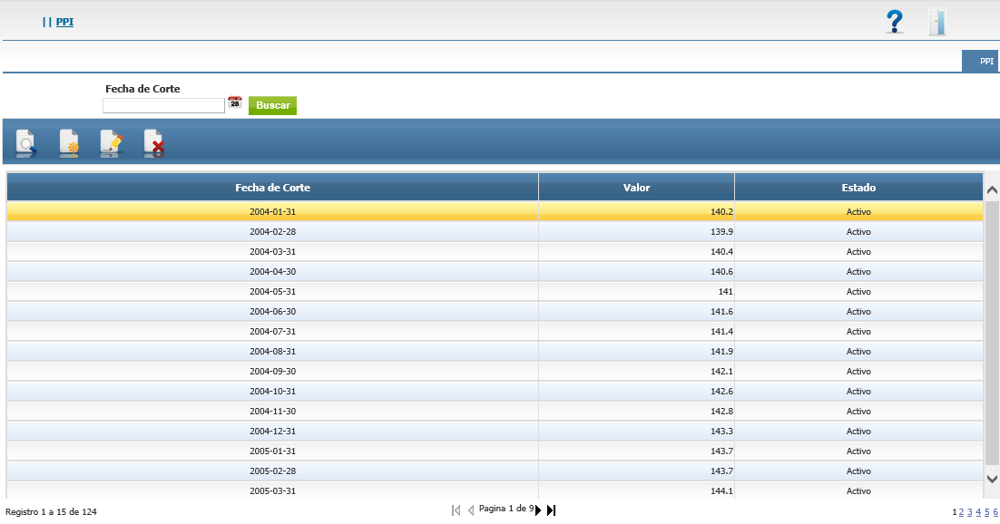 || PPI
?
PPI
Fecha de Corte
28
Buscar
Fecha de Corte Valor Estado
2004-01-31 140.2 Activo
2004-02-28 139.9 Activo
2004-03-31 140.4 Activo
2004-04-30 140.6 Activo
2004-05-31 141 Activo
2004-06-30 141.6 Activo
2004-07-31 141.4 Activo
2004-08-31 141.9 Activo
2004-09-30 142.1 Activo
2004-10-31 142.6 Activo
2004-11-30 142.8 Activo
2004-12-31 143.3 Activo
2005-01-31 143.7 Activo
2005-02-28 143.7 Activo
2005-03-31 144.1 Activo
Registro 1 a 15 de 124 Pagina 1 de 9 1 2 3 4 5 6